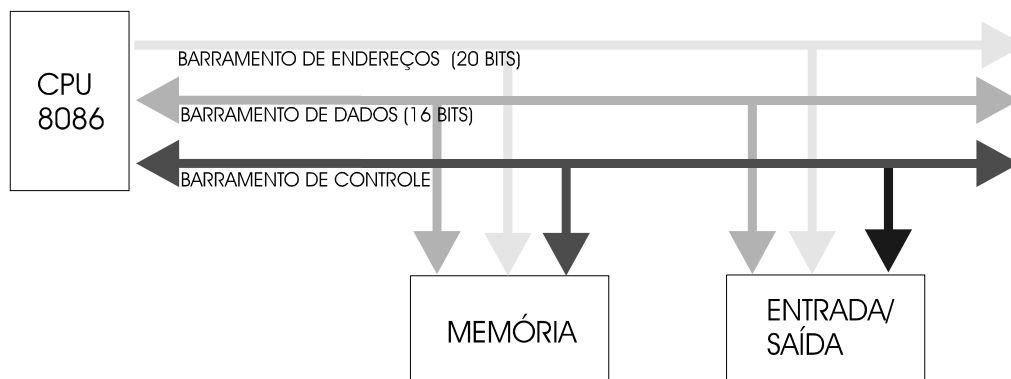 CPU
8086
BARRAMENTO DE ENDEREÇOS (20 BITS)
BARRAMENTO DE DADOS (16 BITS)
BARRAMENTO DE CONTROLE
MEMÓRIA
ENTRADA/
SAÍDA